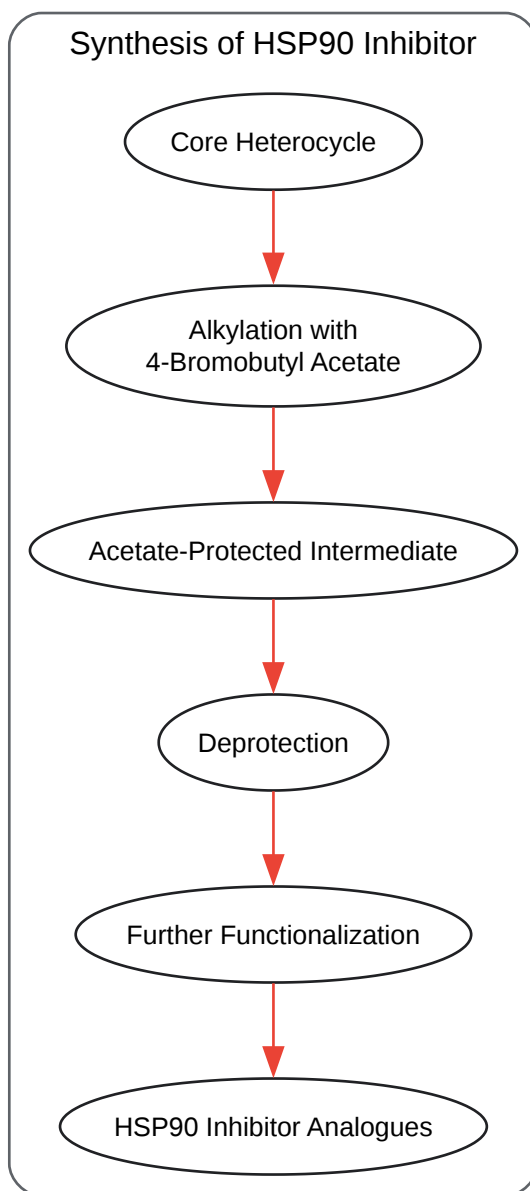 Synthesis of HSP90 Inhibitor
Core Heterocycle
Alkylation with
4-Bromobutyl Acetate
Acetate-Protected Intermediate
Deprotection
Further Functionalization
HSP90 Inhibitor Analogues